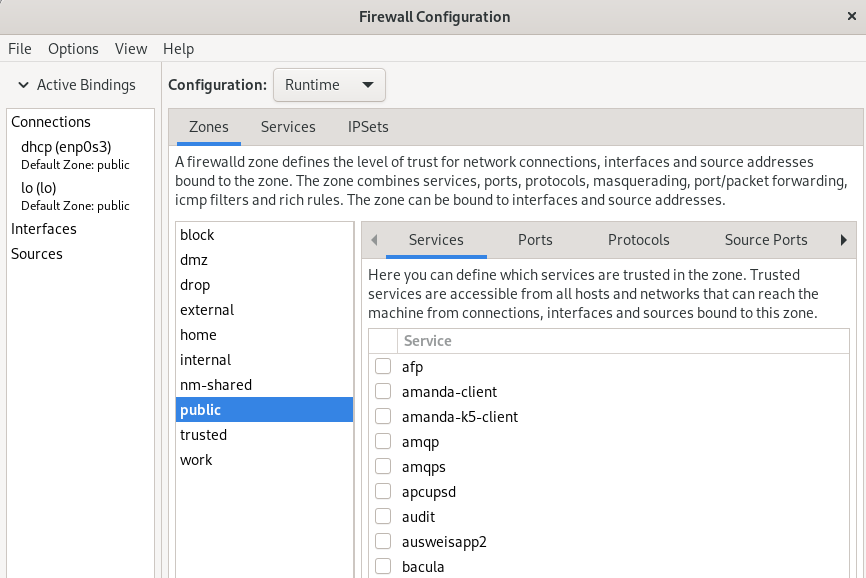 Firewall Configuration
File Options View Help
Active Bindings
Configuration: Runtime
Connections
dhcp (enp0s3)
Default Zone: public
lo (lo)
Default Zone: public
Interfaces
Sources
Zones Services IPSets
A firewalld zone defines the level of trust for network connections, interfaces and source addresses
bound to the zone. The zone combines services, ports, protocols, masquerading, port/packet forwarding,
icmp filters and rich rules. The zone can be bound to interfaces and source addresses.
block
dmz
drop
external
home
internal
nm-shared
public
trusted
work
Services Ports Protocols Source Ports
Here you can define which services are trusted in the zone. Trusted
services are accessible from all hosts and networks that can reach the
machine from connections, interfaces and sources bound to this zone.
Service
afp
amanda-client
amanda-k5-client
amqp
amqps
apcupsd
audit
ausweisapp2
bacula